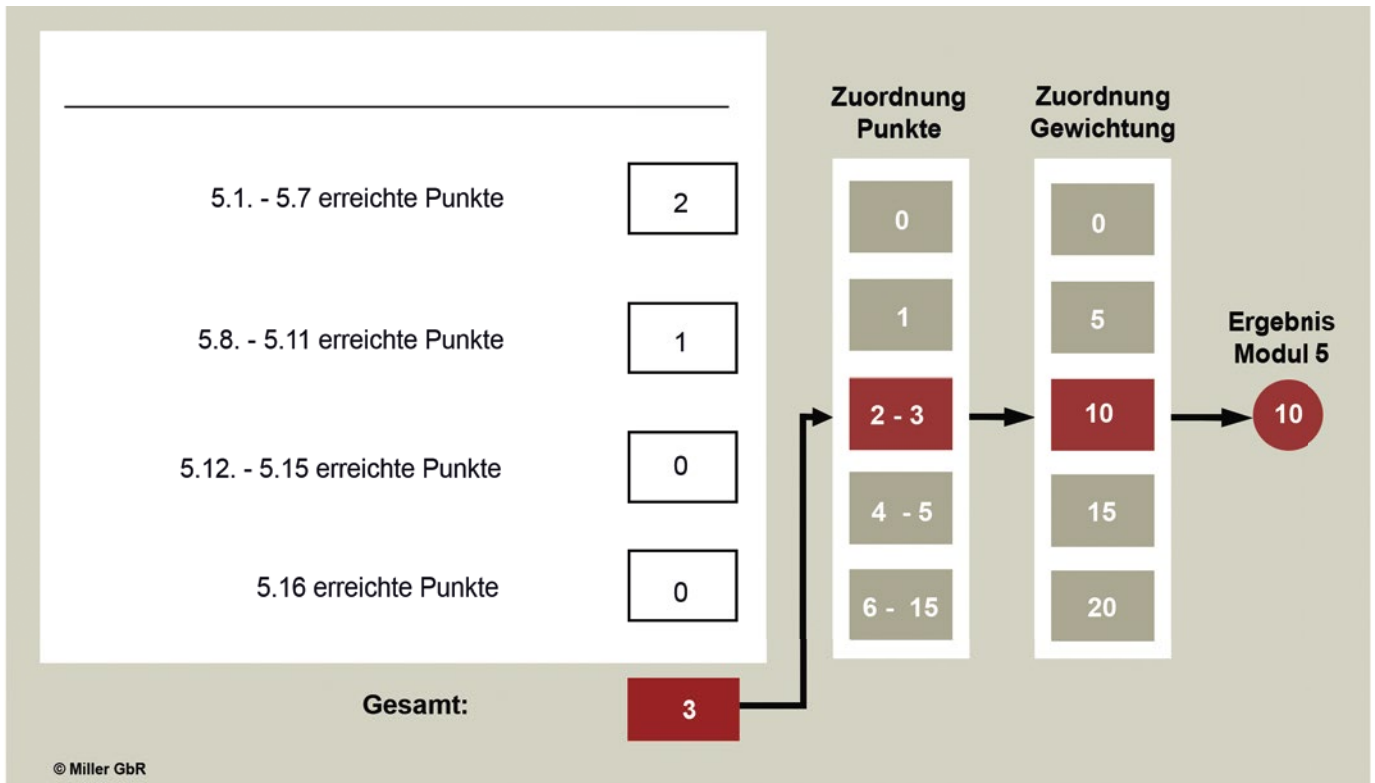 5.1. - 5.7 erreichte Punkte
2
5.8. - 5.11 erreichte Punkte
1
5.12. - 5.15 erreichte Punkte
0
5.16 erreichte Punkte
0
Gesamt:
3
Zuordnung
Punkte
0
1
2 - 3
4 - 5
6 - 15
Zuordnung
Gewichtung
0
5
10
15
20
Ergebnis
Modul 5
10
© Miller GbR